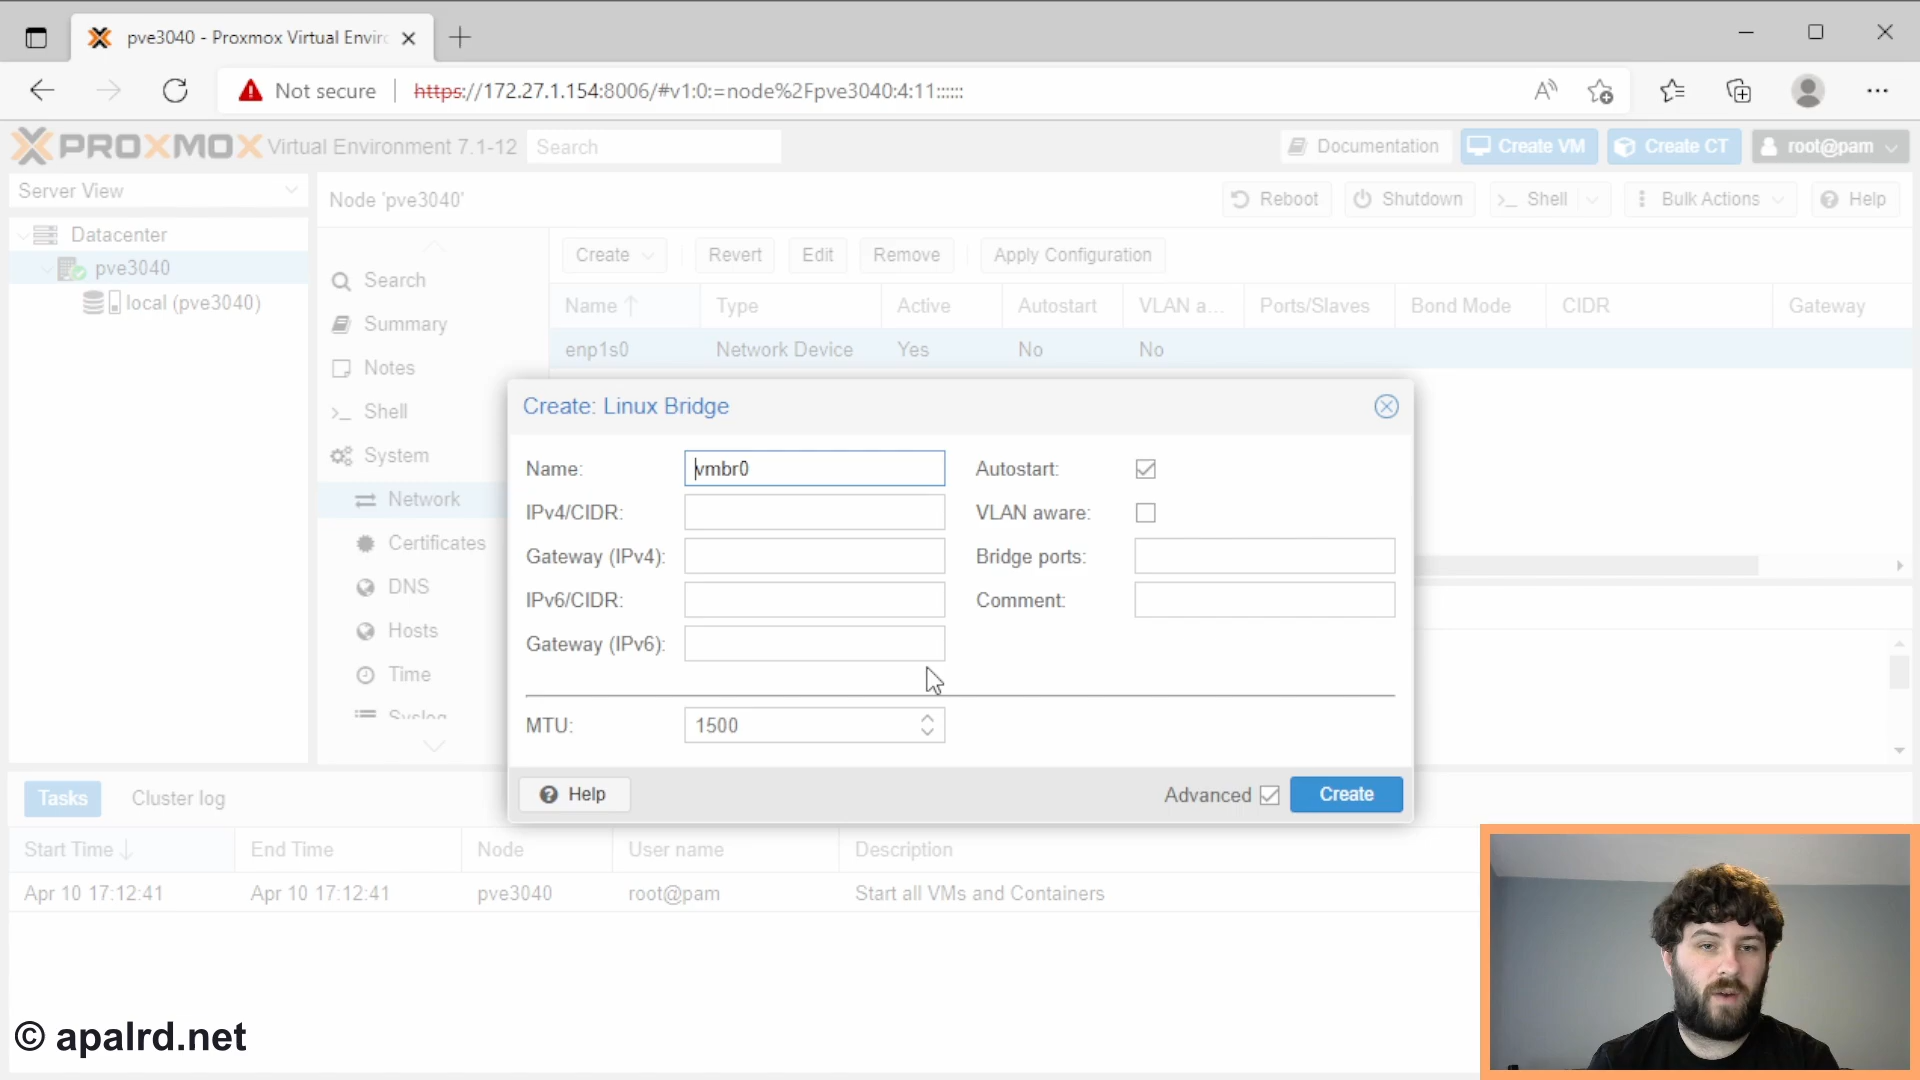 pve3040 - Proxmox Virtual Envir
Not secure
https://172.27.1.154:8006/#v1:0:=node%2Fpve3040:4:11::::::
PROXMOX Virtual Environment 7.1-12
Search
Documentation
Create VM
Create CT
root@pam
Server View
Node 'pve3040'
Reboot
Shutdown
Shell
Bulk Actions
Help
Datacenter
pve3040
local (pve3040)
Search
Summary
Notes
Shell
System
Network
Certificates
DNS
Hosts
Time
Syslog
Create
Revert
Edit
Remove
Apply Configuration
Name
Type
Active
Autostart
VLAN a...
Ports/Slaves
Bond Mode
CIDR
Gateway
enp1s0
Network Device
Yes
No
No
Create: Linux Bridge
Name:
vmbr0
Autostart:
IPv4/CIDR:
VLAN aware:
Gateway (IPv4):
Bridge ports:
IPv6/CIDR:
Comment:
Gateway (IPv6):
MTU:
1500
Help
Advanced
Create
Tasks
Cluster log
Start Time
End Time
Node
User name
Description
Apr 10 17:12:41
Apr 10 17:12:41
pve3040
root@pam
Start all VMs and Containers
© apalrd.net